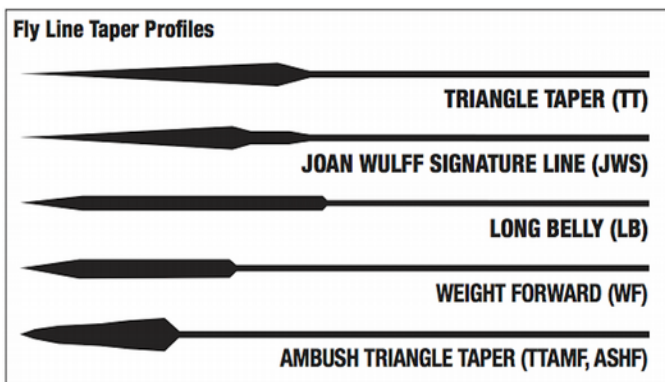 Fly Line Taper Profiles
TRIANGLE TAPER (TT)
JOAN WULFF SIGNATURE LINE (JWS)
LONG BELLY (LB)
WEIGHT FORWARD (WF)
AMBUSH TRIANGLE TAPER (TTAMF, ASHF)